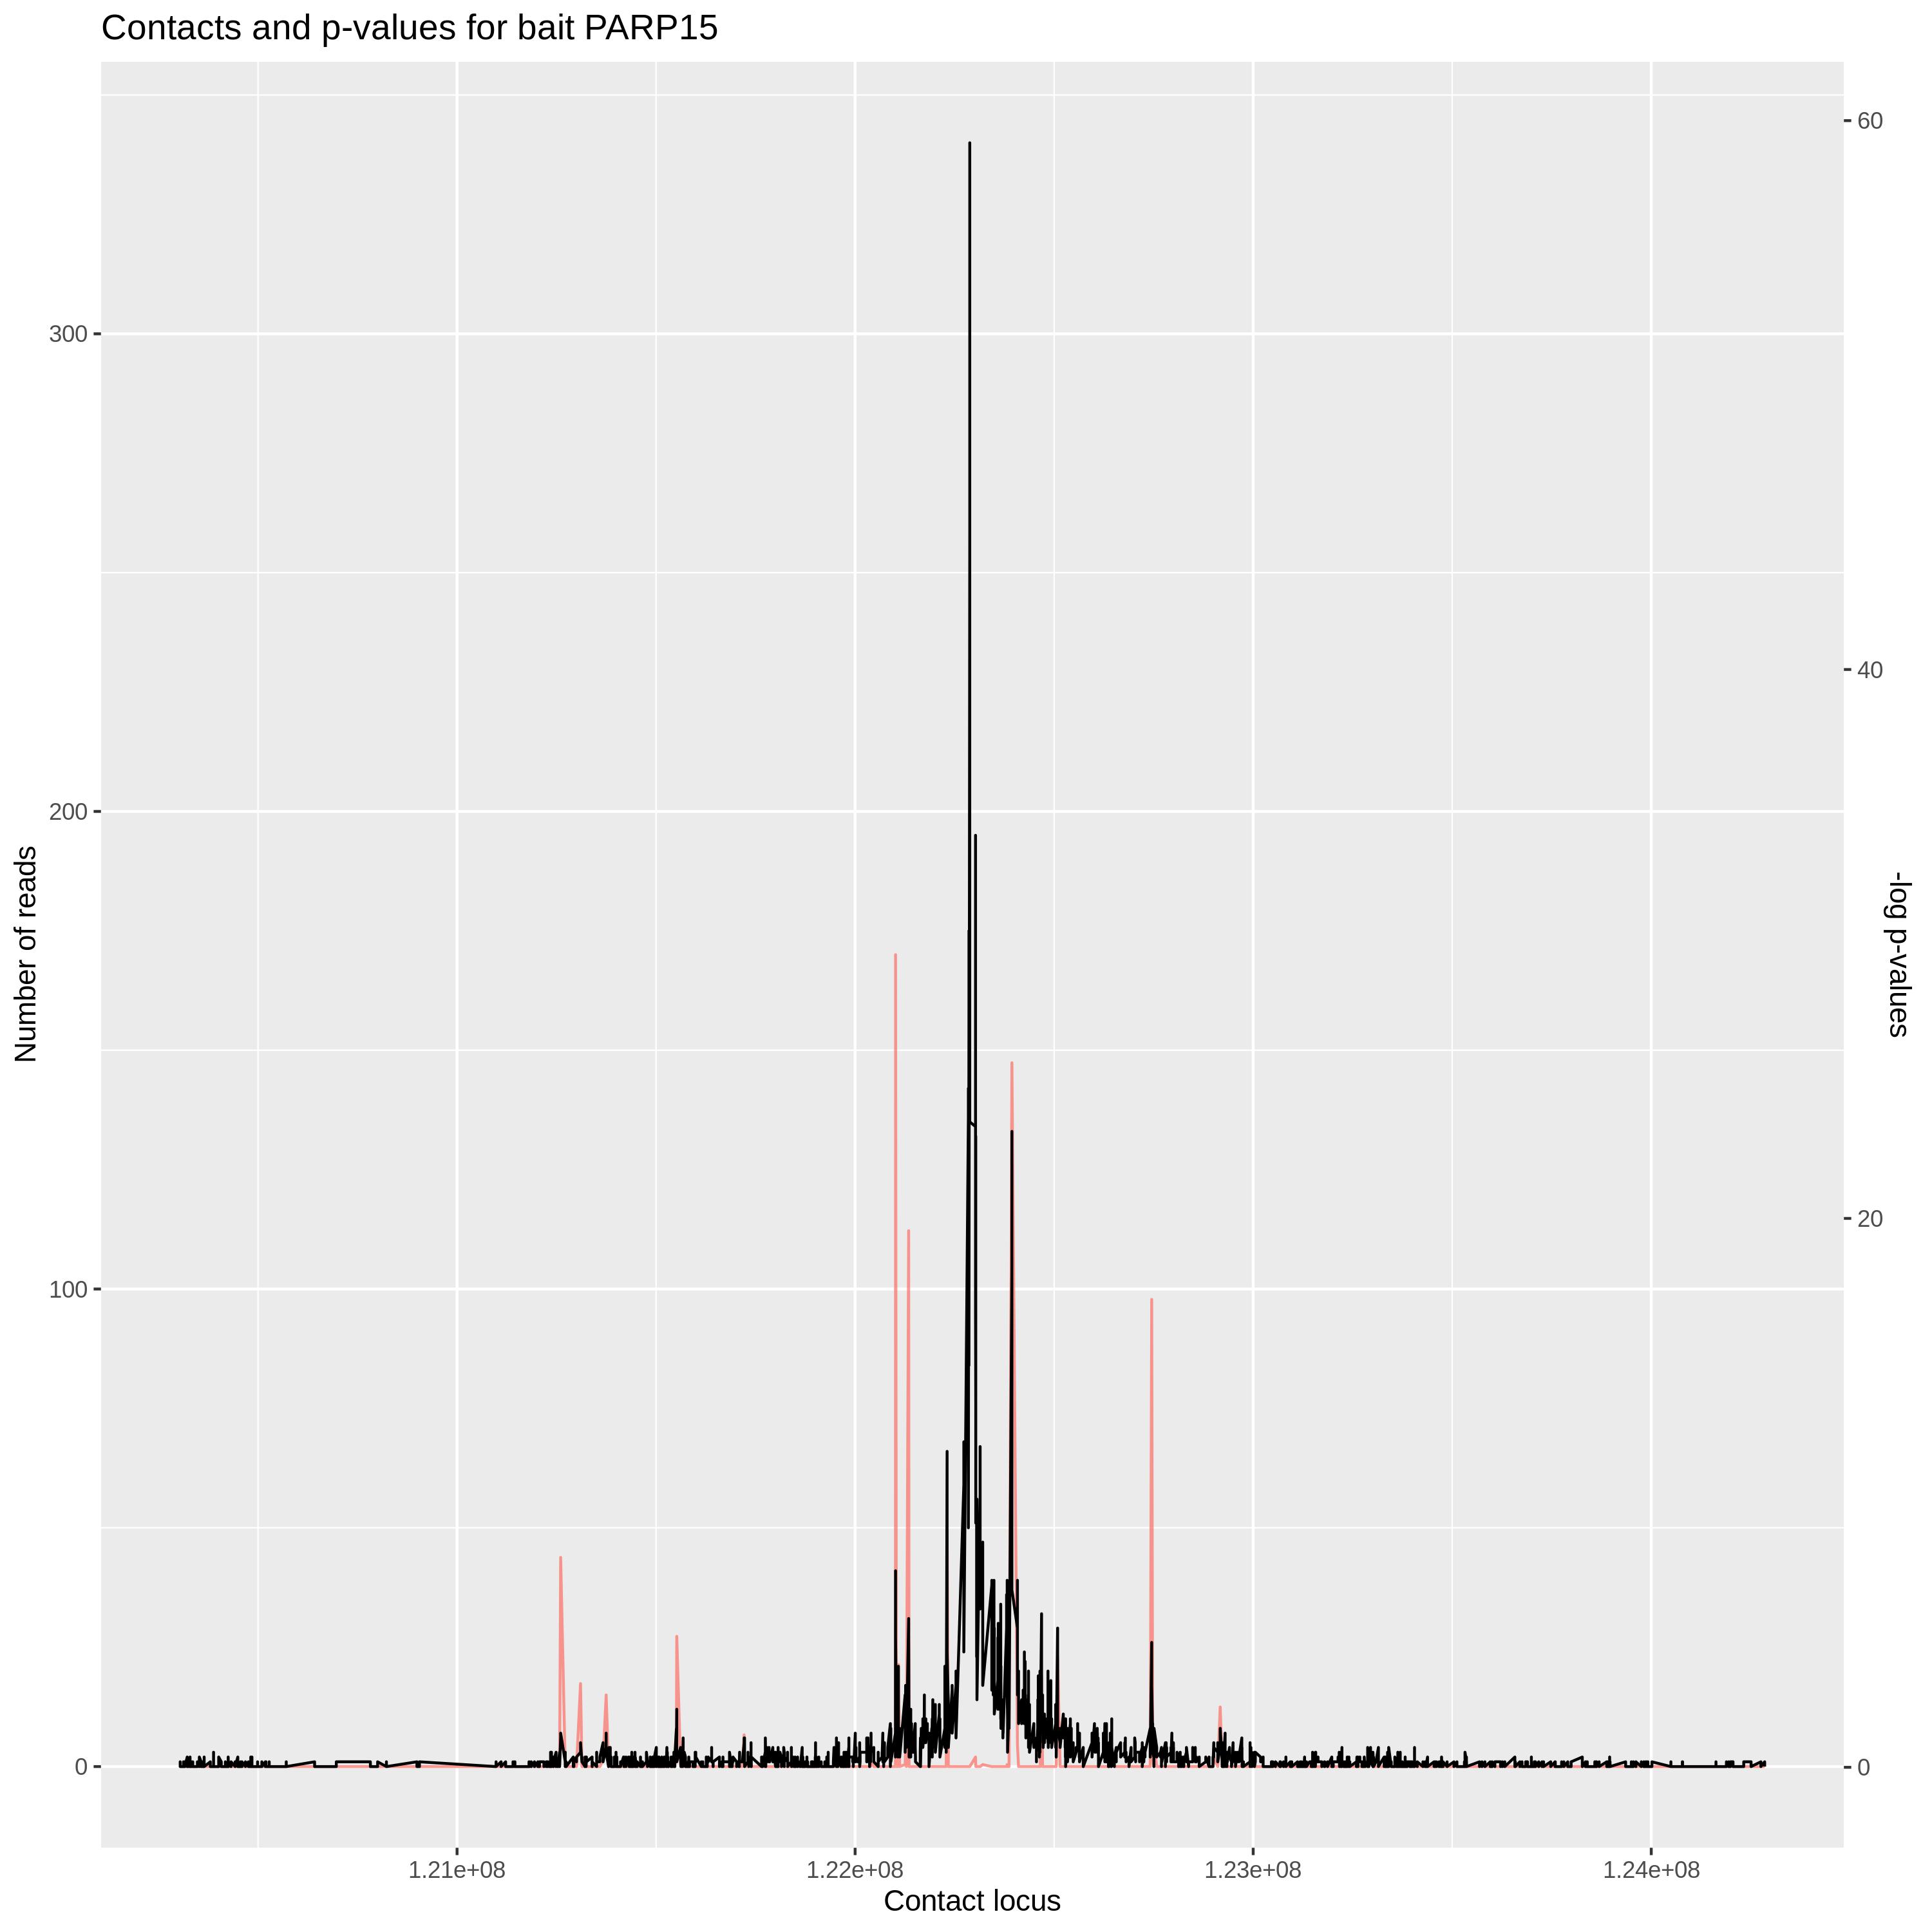 Contacts and p-values for bait PARP15
Number of reads
300
200
100
0
60
40
20
0
-log p-values
1.21e+08
1.22e+08
1.23e+08
1.24e+08
Contact locus